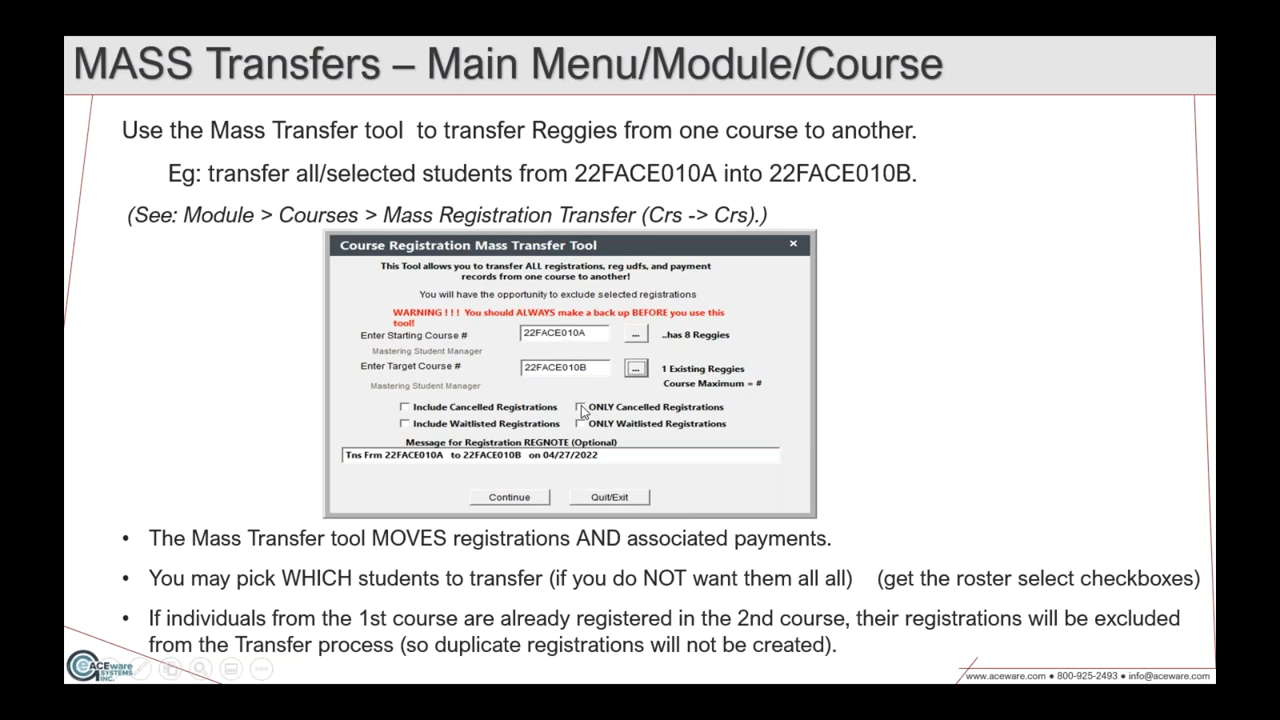 MASS Transfers – Main Menu/Module/Course
Use the Mass Transfer tool  to transfer Reggies from one course to another.
Eg: transfer all/selected students from 22FACE010A into 22FACE010B.
(See: Module > Courses > Mass Registration Transfer (Crs -> Crs).)
Course Registration Mass Transfer Tool
×
This Tool allows you to transfer ALL registrations, reg udfs, and payment
records from one course to another!
You will have the opportunity to exclude selected registrations
WARNING ! ! !  You should ALWAYS make a back up BEFORE you use this
tool!
Enter Starting Course # 22FACE010A ... ..has 8 Reggies
Mastering Student Manager
Enter Target Course # 22FACE010B ... 1 Existing Reggies
Course Maximum = #
Mastering Student Manager
Include Cancelled Registrations ONLY Cancelled Registrations
Include Waitlisted Registrations ONLY Waitlisted Registrations
Message for Registration REGNOTE (Optional)
Tns Frm 22FACE010A  to 22FACE010B  on 04/27/2022
Continue Quit/Exit
• The Mass Transfer tool MOVES registrations AND associated payments.
• You may pick WHICH students to transfer (if you do NOT want them all all)   (get the roster select checkboxes)
• If individuals from the 1st course are already registered in the 2nd course, their registrations will be excluded
from the Transfer process (so duplicate registrations will not be created).
ACEware
SYSTEMS
INC.
www.aceware.com ● 800-925-2493 ● info@aceware.com